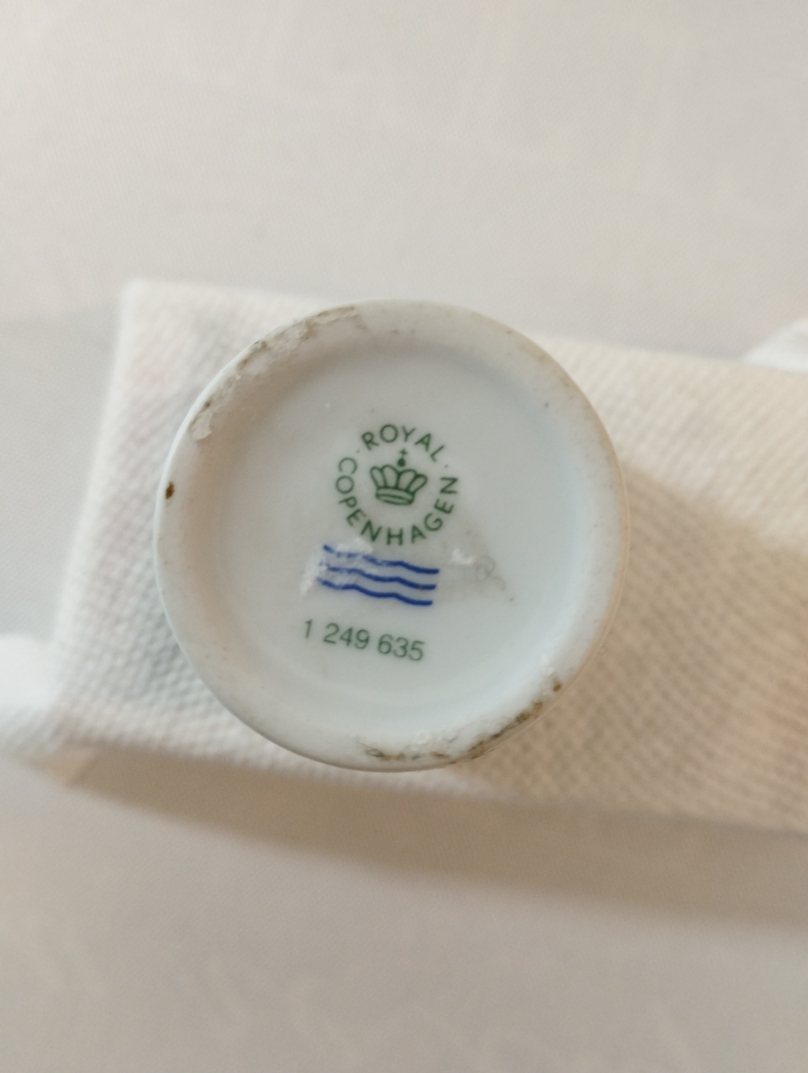 ROYAL
COPENHAGEN
1 249 635